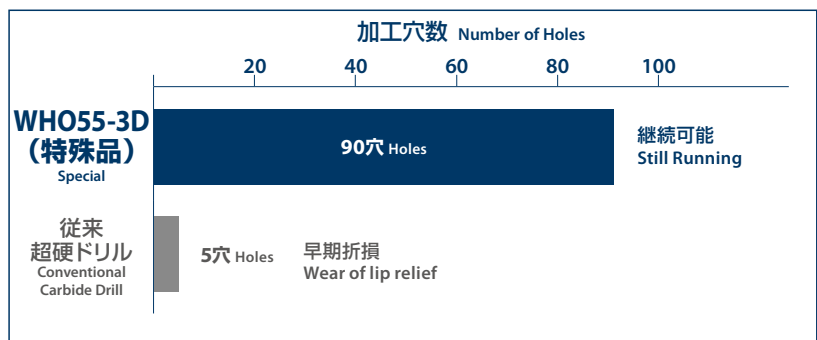 加工穴数 Number of Holes
20 40 60 80 100
WHO55-3D
（特殊品）
Special
90穴 Holes
継続可能
Still Running
従来
超硬ドリル
Conventional
Carbide Drill
5穴 Holes
早期折損
Wear of lip relief